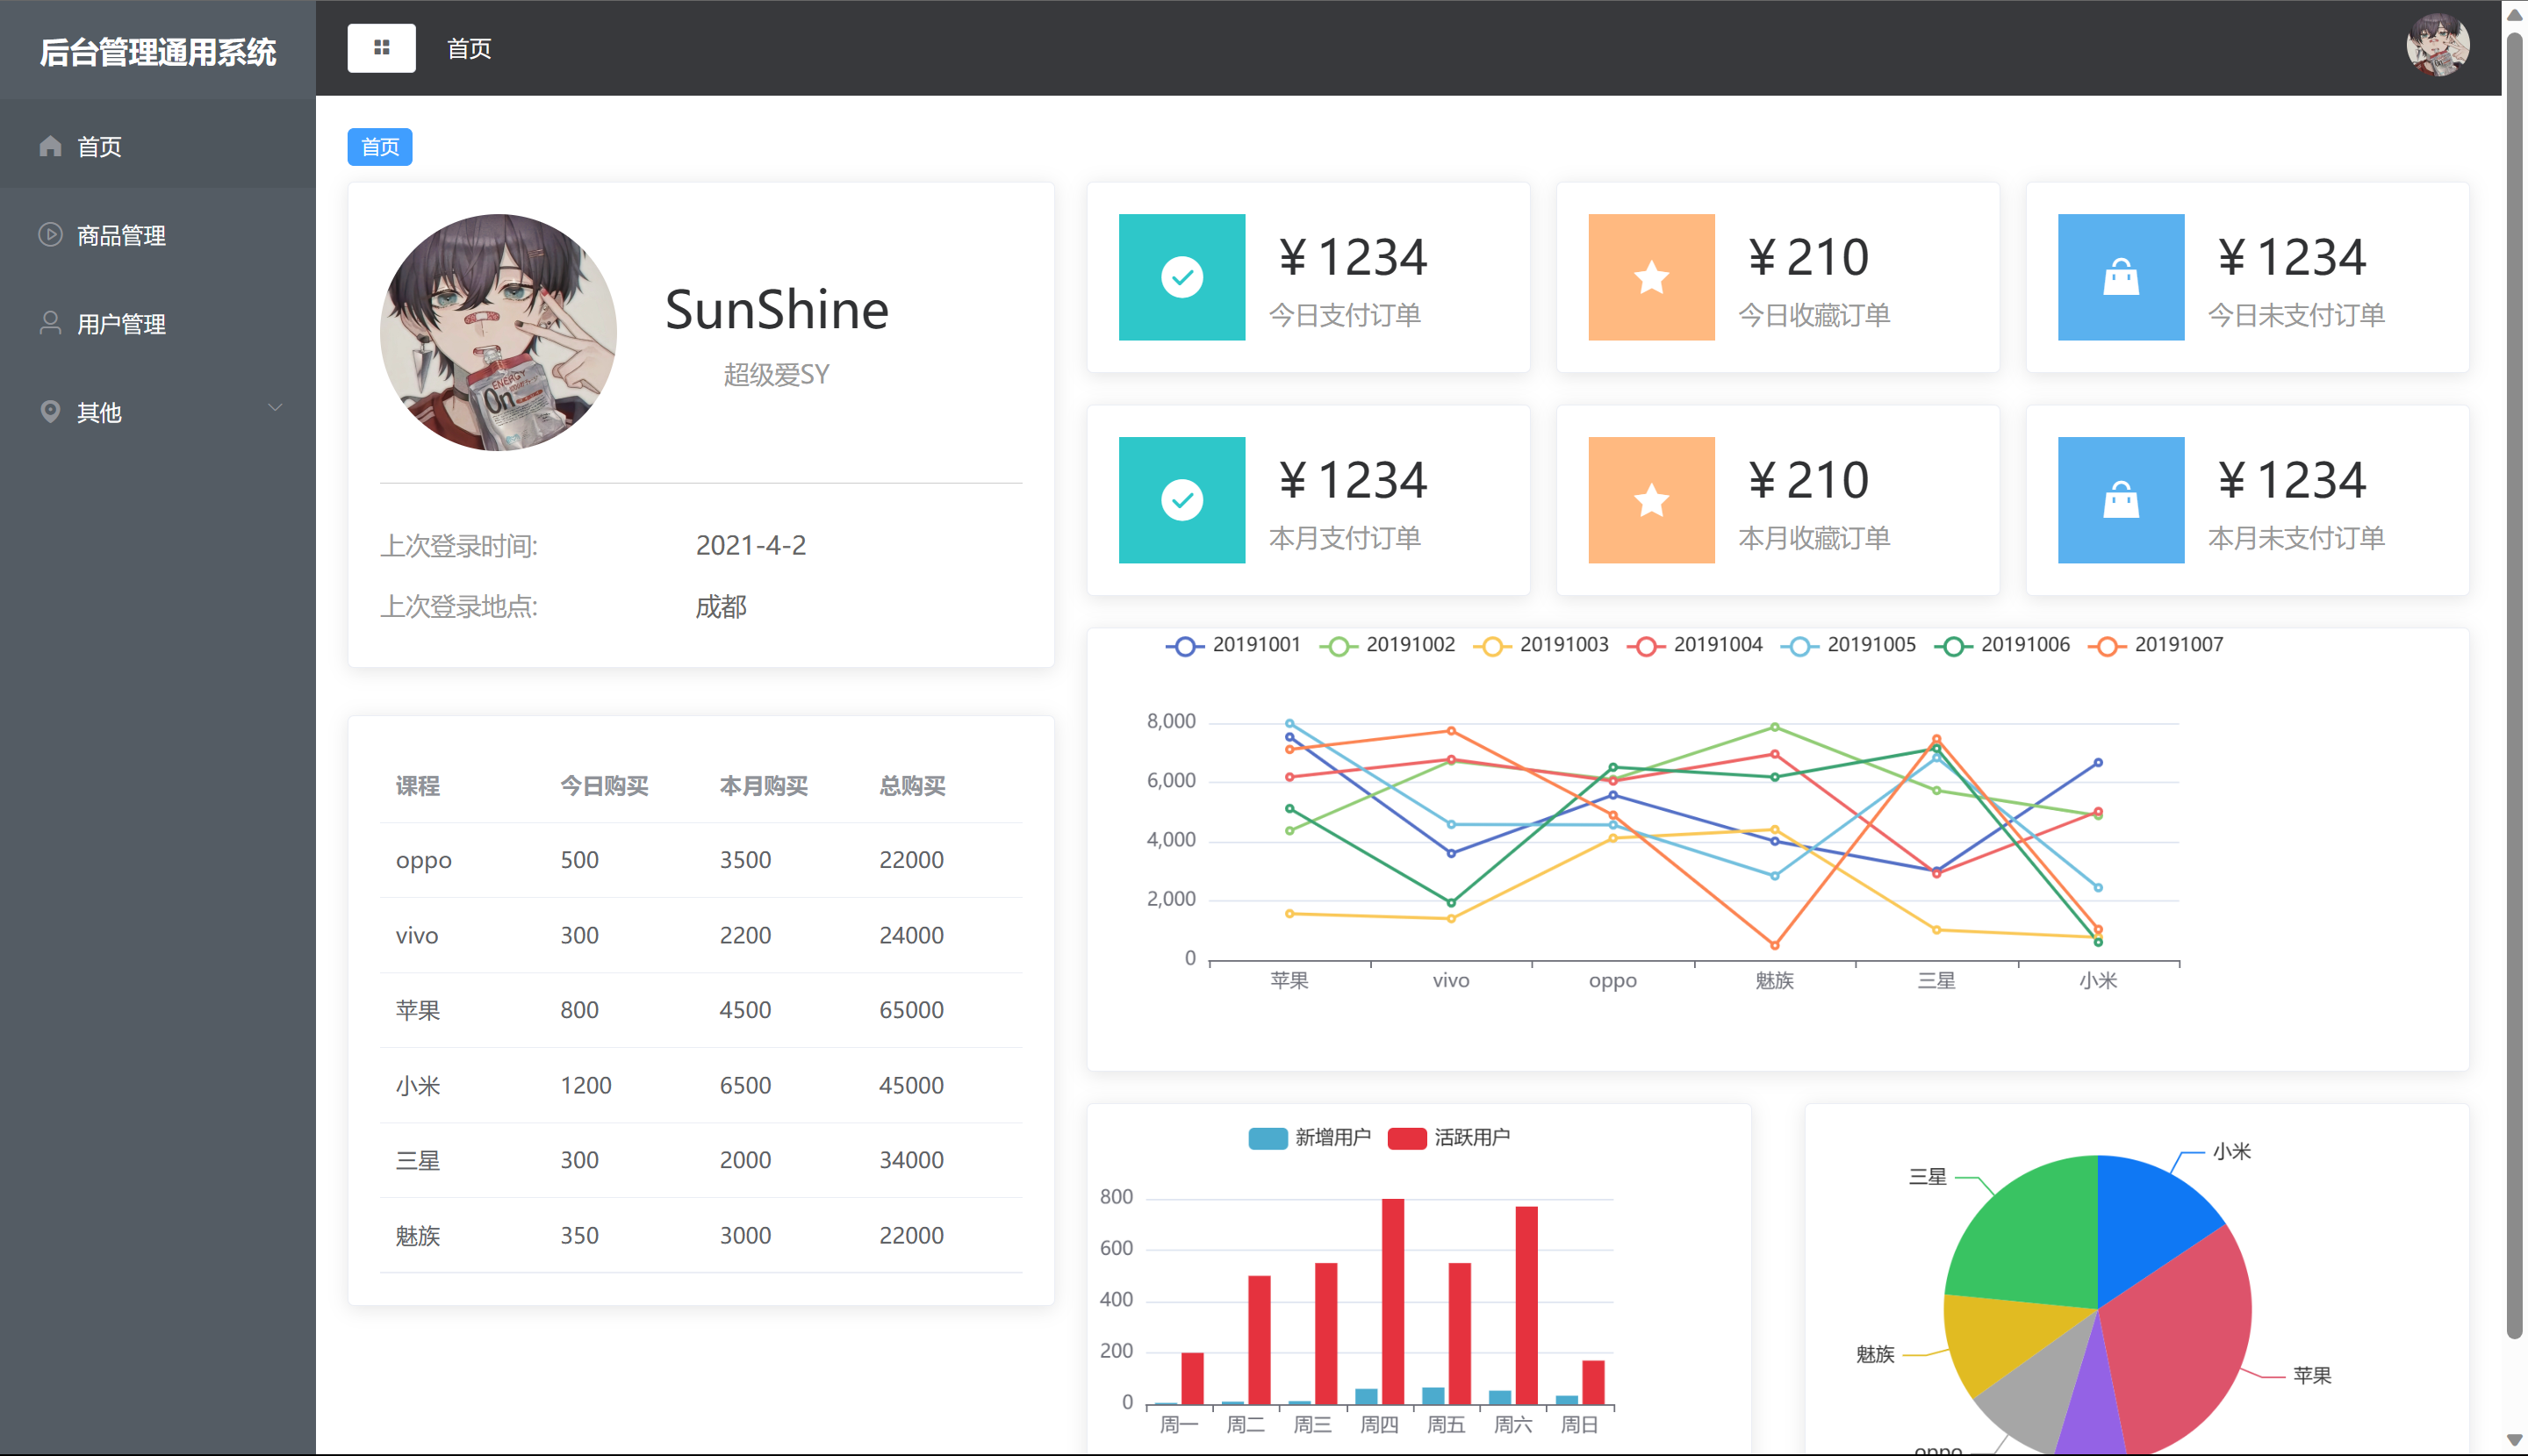 后台管理通用系统
首页
首页
商品管理
用户管理
其他
首页
SunShine
超级爱SY
上次登录时间: 2021-4-2
上次登录地点: 成都
¥ 1234
今日支付订单
¥ 210
今日收藏订单
¥ 1234
今日未支付订单
¥ 1234
本月支付订单
¥ 210
本月收藏订单
¥ 1234
本月未支付订单
课程 今日购买 本月购买 总购买
oppo 500 3500 22000
vivo 300 2200 24000
苹果 800 4500 65000
小米 1200 6500 45000
三星 300 2000 34000
魅族 350 3000 22000
20191001 20191002 20191003 20191004 20191005 20191006 20191007
8,000
6,000
4,000
2,000
0
苹果 vivo oppo 魅族 三星 小米
新增用户 活跃用户
800
600
400
200
0
周一 周二 周三 周四 周五 周六 周日
小米
三星
魅族
苹果
oppo
ENERGY
On